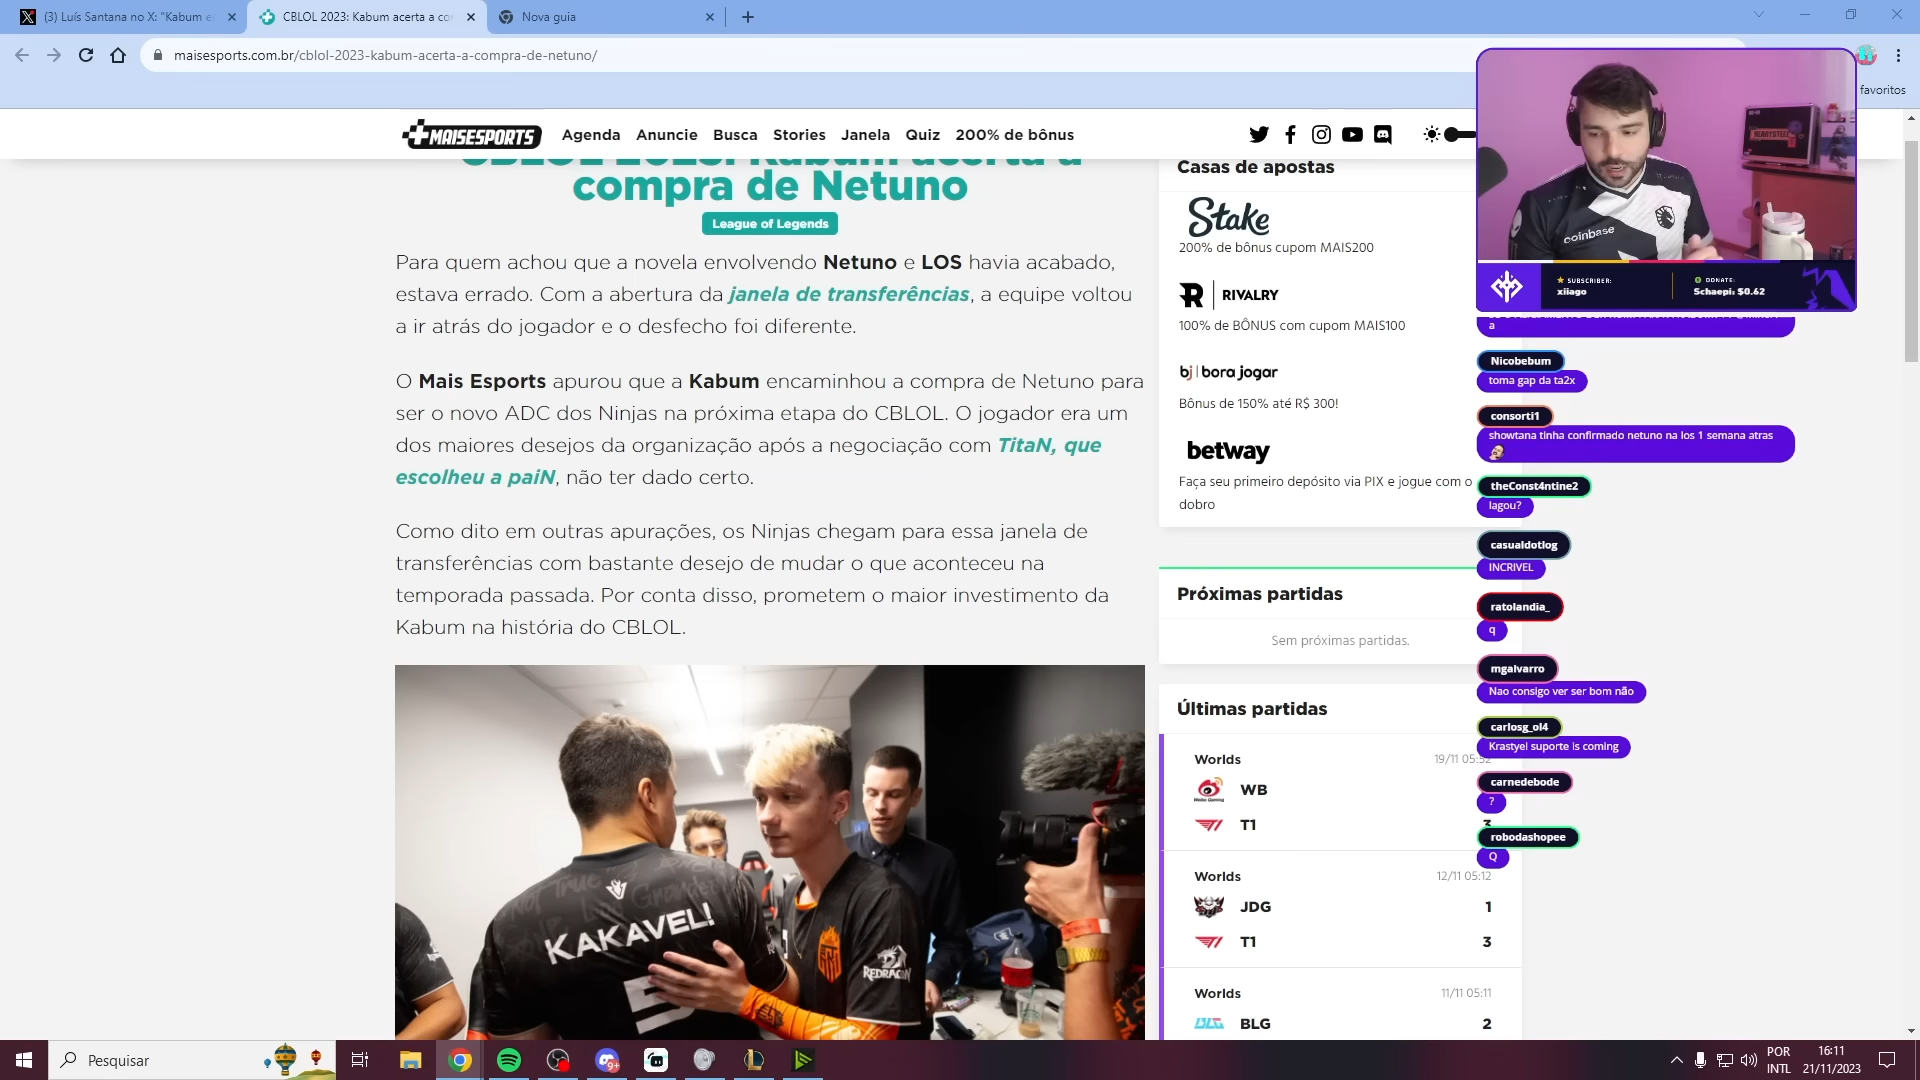 (3) Luís Santana no X: "Kabum e
CBLOL 2023: Kabum acerta a co
Nova guia
maisesports.com.br/cblol-2023-kabum-acerta-a-compra-de-netuno/
favoritos
MAISESPORTS
Agenda
Anuncie
Busca
Stories
Janela
Quiz
200% de bônus
CBLOL 2023: Kabum acerta a
compra de Netuno
League of Legends
Para quem achou que a novela envolvendo Netuno e LOS havia acabado,
estava errado. Com a abertura da janela de transferências, a equipe voltou
a ir atrás do jogador e o desfecho foi diferente.
O Mais Esports apurou que a Kabum encaminhou a compra de Netuno para
ser o novo ADC dos Ninjas na próxima etapa do CBLOL. O jogador era um
dos maiores desejos da organização após a negociação com TitaN, que
escolheu a paiN, não ter dado certo.
Como dito em outras apurações, os Ninjas chegam para essa janela de
transferências com bastante desejo de mudar o que aconteceu na
temporada passada. Por conta disso, prometem o maior investimento da
Kabum na história do CBLOL.
KAKAVEL!
5
REDRAGON
Casas de apostas
Stake
200% de bônus cupom MAIS200
R RIVALRY
100% de BÔNUS com cupom MAIS100
bj bora jogar
Bônus de 150% até R$ 300!
betway
Faça seu primeiro depósito via PIX e jogue com o
dobro
Próximas partidas
Sem próximas partidas.
Últimas partidas
Worlds
19/11 05:52
WB
T1
3
Worlds
12/11 05:12
JDG
1
T1
3
Worlds
11/11 05:11
BLG
2
coinbase
SUBSCRIBER:
xiiago
DONATE:
Schaepi: $0.62
a
Nicobebum
toma gap da ta2x
consorti1
showtana tinha confirmado netuno na los 1 semana atras
theConst4ntine2
lagou?
casualdotlog
INCRIVEL
ratolandia_
q
mgalvarro
Nao consigo ver ser bom não
carlosg_ol4
Krastyel suporte is coming
carnedebode
?
robodashopee
Q
Pesquisar
9+
POR
INTL
16:11
21/11/2023